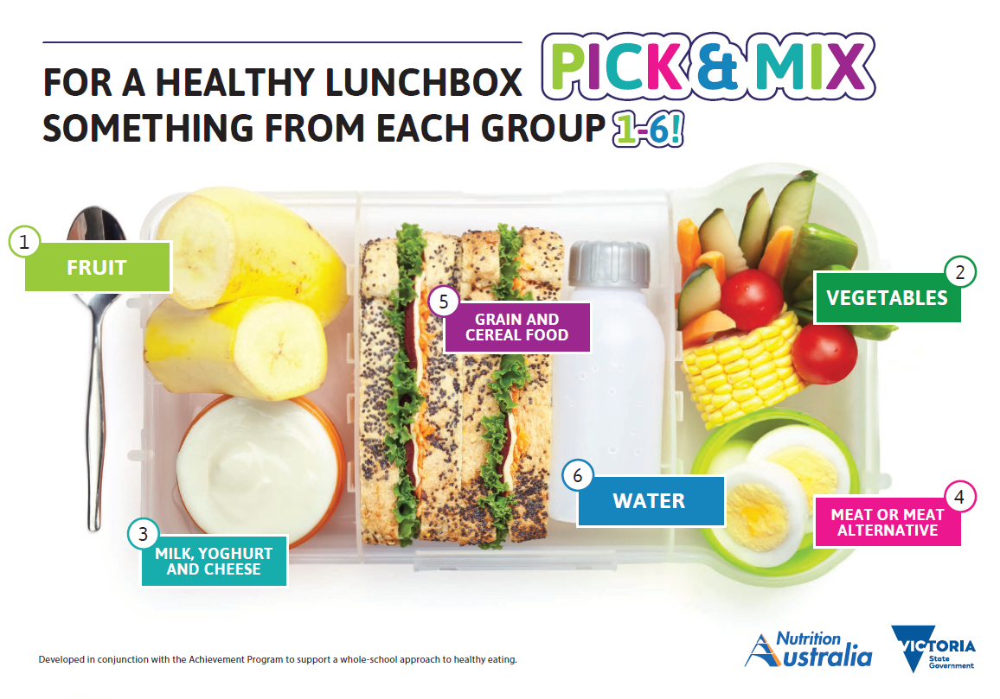 FOR A HEALTHY LUNCHBOX PICK & MIX
SOMETHING FROM EACH GROUP 1-6!
1
FRUIT
2
VEGETABLES
5
GRAIN AND
CEREAL FOOD
6
WATER
3
MILK, YOGHURT
AND CHEESE
4
MEAT OR MEAT
ALTERNATIVE
Developed in conjunction with the Achievement Program to support a whole-school approach to healthy eating.
Nutrition
Australia
VICTORIA
State
Government